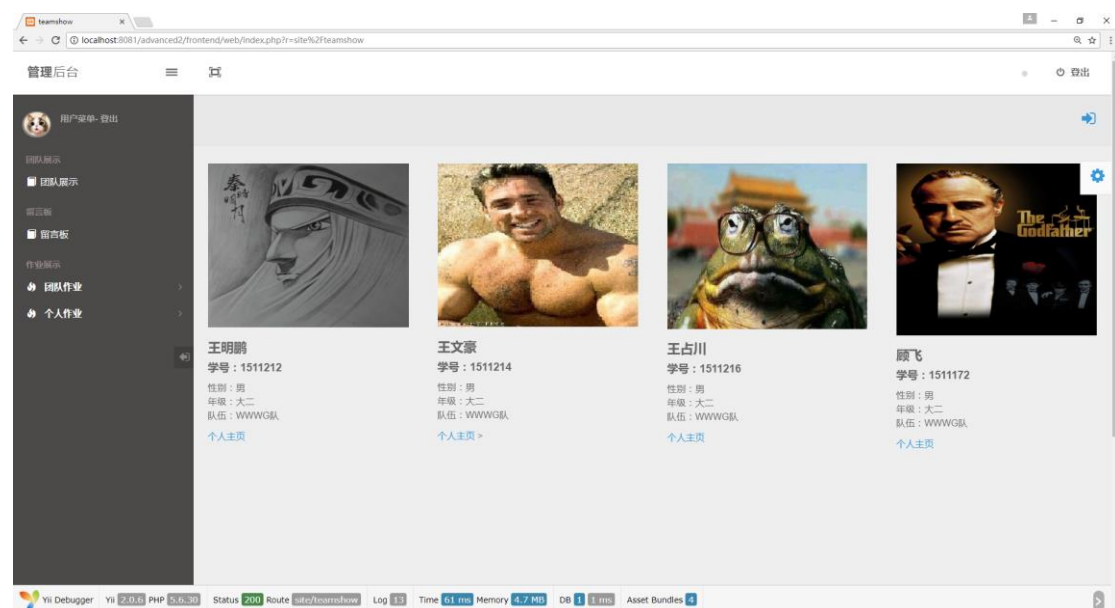 teamshow
localhost:8081/advanced2/frontend/web/index.php?r=site%2Fteamshow
管理后台
登出
用户菜单- 登出
团队展示
团队展示
留言板
留言板
作业展示
团队作业
个人作业
秦时
明月
The
Godfather
王明鹏
学号：1511212
性别：男
年级：大二
队伍：WWWG队
个人主页
王文豪
学号：1511214
性别：男
年级：大二
队伍：WWWG队
个人主页 »
王占川
学号：1511216
性别：男
年级：大二
队伍：WWWG队
个人主页
顾飞
学号：1511172
性别：男
年级：大二
队伍：WWWG队
个人主页
Yii Debugger Yii 2.0.6 PHP 5.6.30 Status 200 Route site/teamshow Log 13 Time 61 ms Memory 4.7 MB DB 1 1 ms Asset Bundles 4